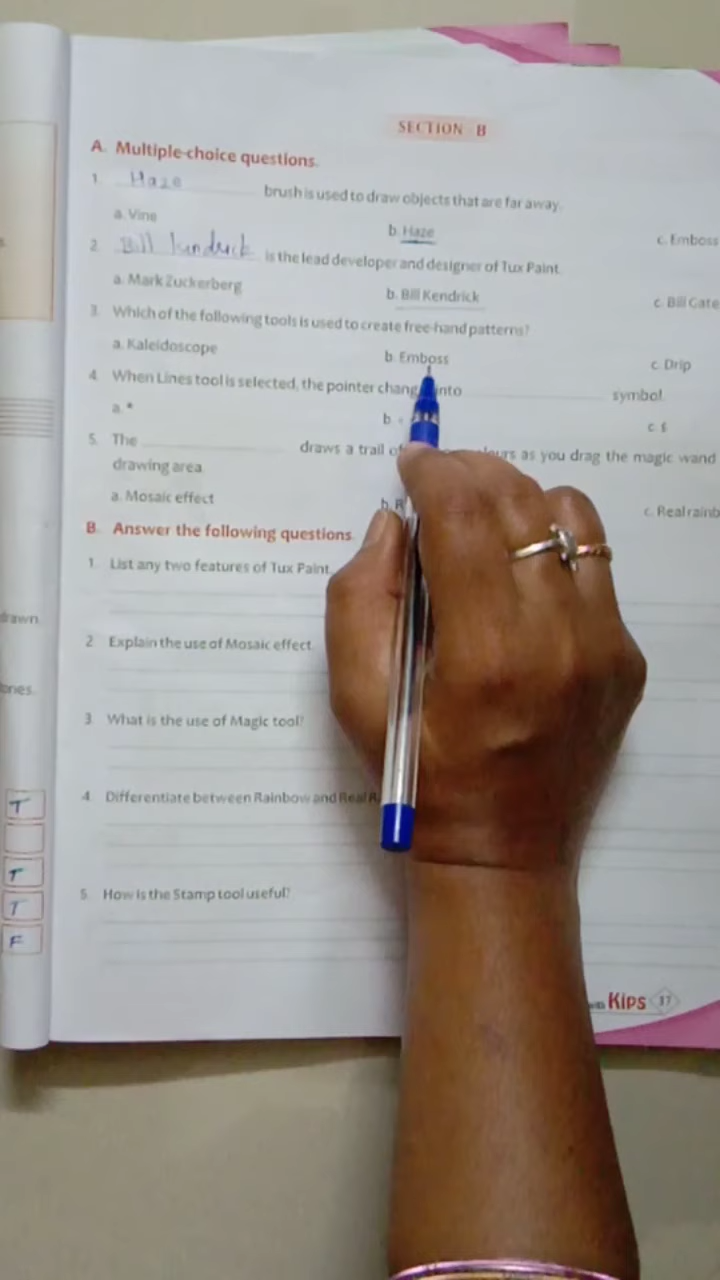 SECTION - B
A. Multiple-choice questions.
1. Haze brush is used to draw objects that are far away.
a. Vine b. Haze c. Emboss
2. Bill Kendrick is the lead developer and designer of Tux Paint.
a. Mark Zuckerberg b. Bill Kendrick c. Bill Gate
3. Which of the following tools is used to create free-hand patterns?
a. Kaleidoscope b. Emboss c. Drip
4. When Lines tool is selected, the pointer chang into symbol.
a. * b. c.
5. The draws a trail of as you drag the magic wand
drawing area
a. Mosaic effect b. R c. Real rainb
B. Answer the following questions.
1. List any two features of Tux Paint.
2. Explain the use of Mosaic effect.
drawn.
ones.
3. What is the use of Magic tool?
4. Differentiate between Rainbow and Real R
T
T
T
F
5. How is the Stamp tool useful?
Kips 37